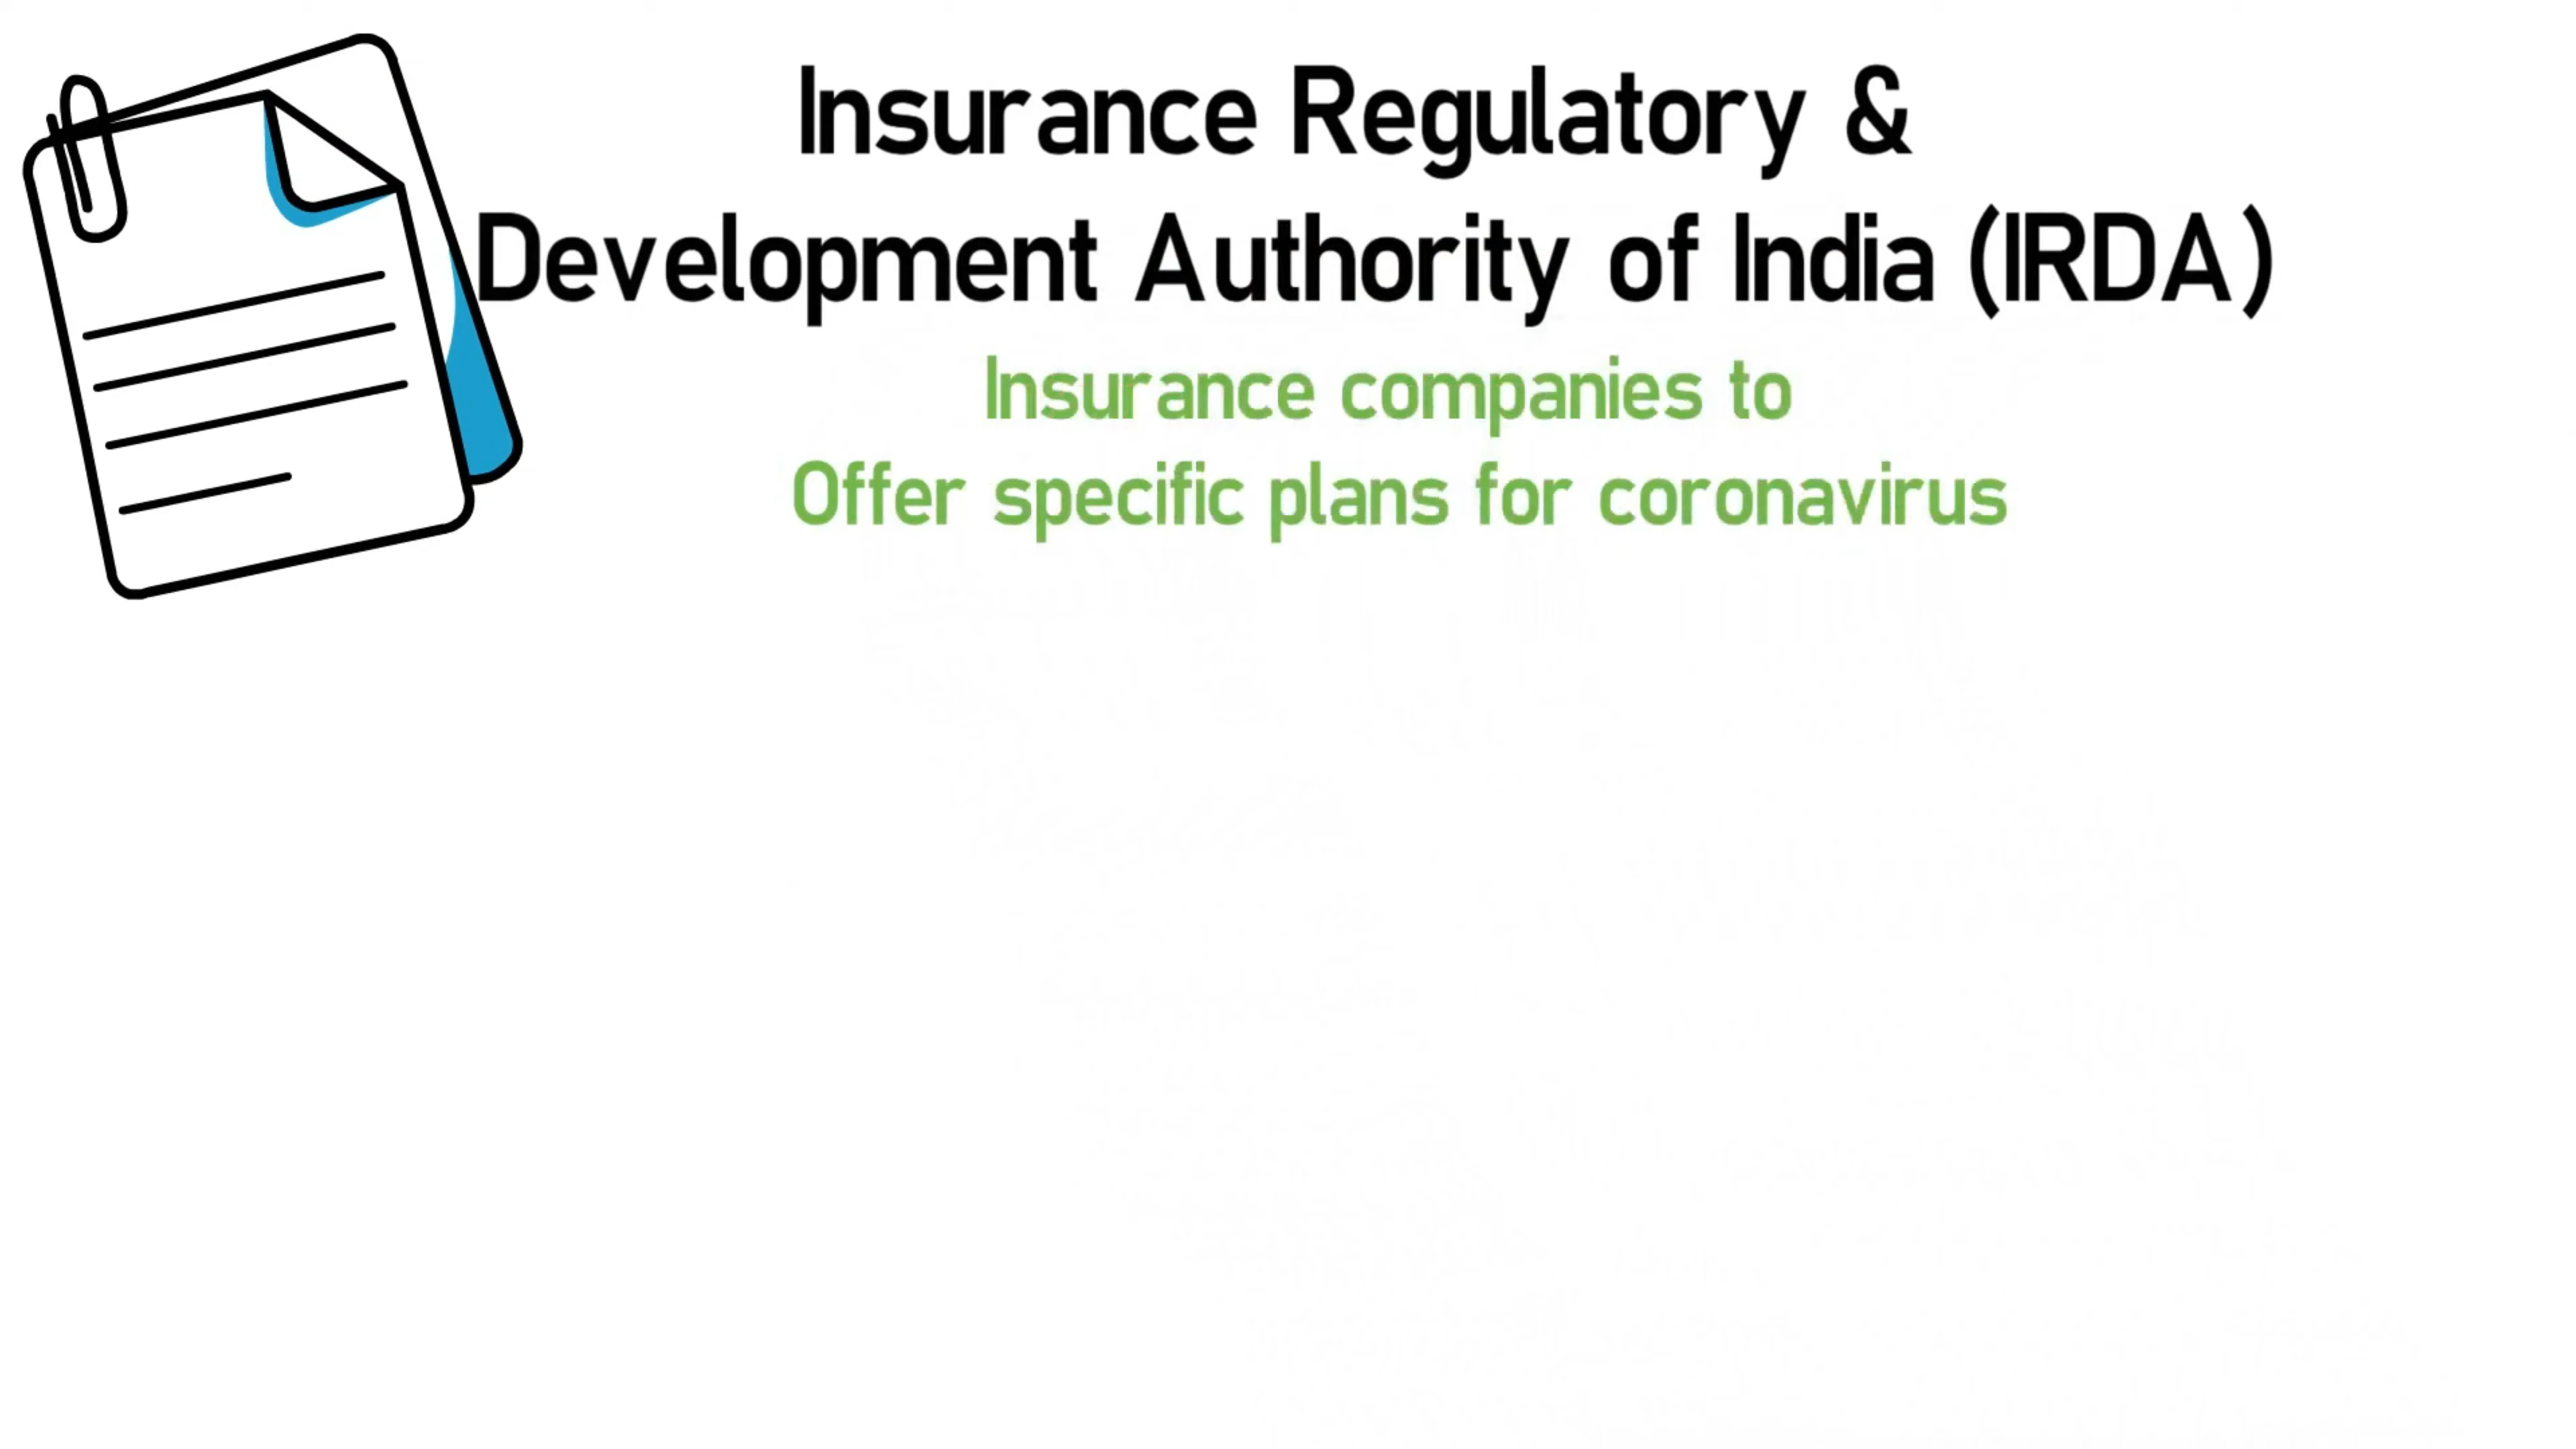 Insurance Regulatory &
Development Authority of India (IRDA)
Insurance companies to
Offer specific plans for coronavirus